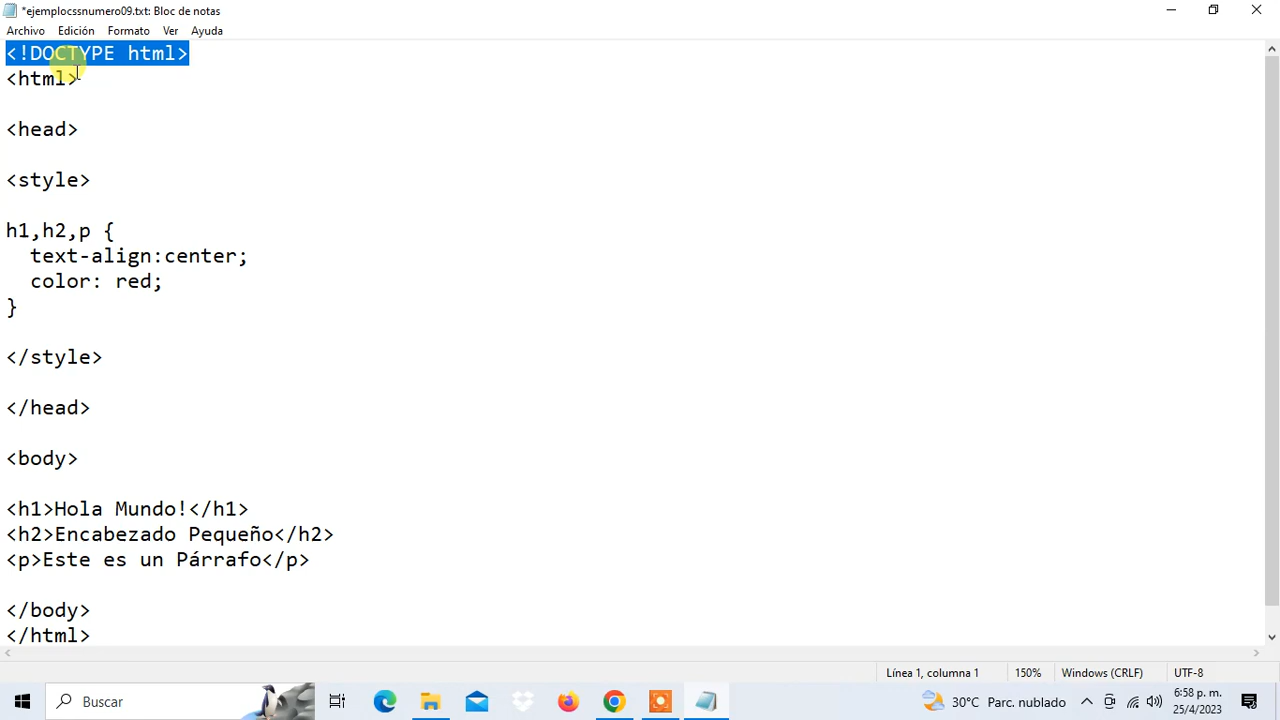 *ejemplocssnumero09.txt: Bloc de notas
Archivo Edición Formato Ver Ayuda
<!DOCTYPE html>
<html>
<head>
<style>
h1,h2,p {
text-align:center;
color: red;
}
</style>
</head>
<body>
<h1>Hola Mundo!</h1>
<h2>Encabezado Pequeño</h2>
<p>Este es un Párrafo</p>
</body>
</html>
Línea 1, columna 1 150% Windows (CRLF) UTF-8
Buscar 30°C Parc. nublado 6:58 p. m.
25/4/2023